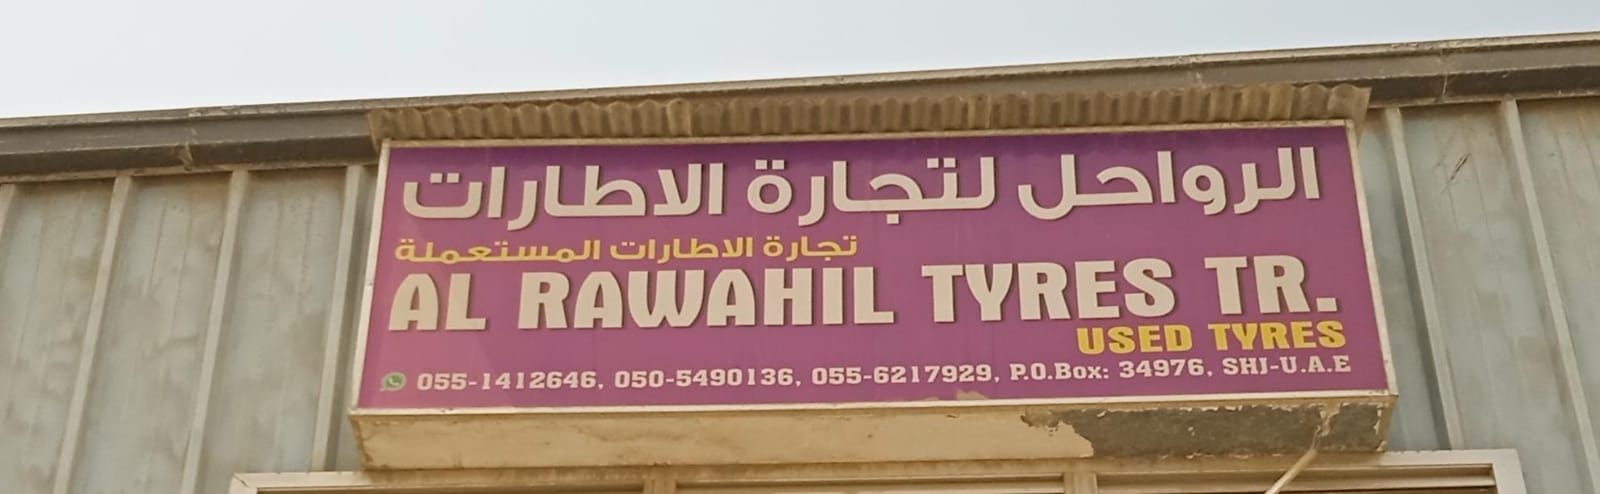 الرواحل لتجارة الاطارات
تجارة الاطارات المستعملة
AL RAWAHIL TYRES TR.
USED TYRES
055-1412646, 050-5490136, 055-6217929, P.O.Box: 34976, SHJ-U.A.E